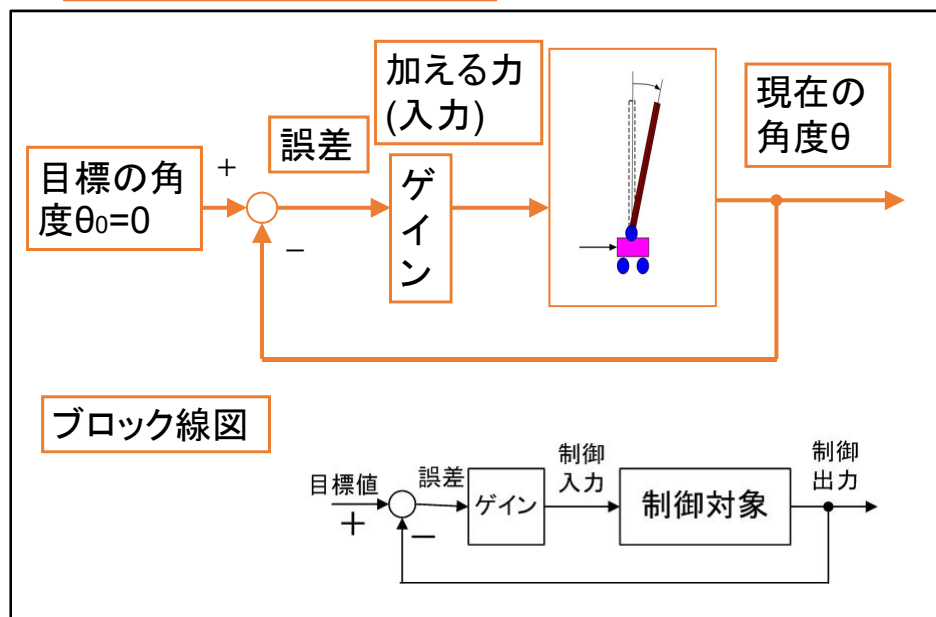 加える力
(入力)
現在の
角度θ
誤差
目標の角
度θ₀=0
+
−
ゲ
イ
ン
ブロック線図
目標値
+
−
誤差
ゲイン
制御
入力
制御対象
制御
出力